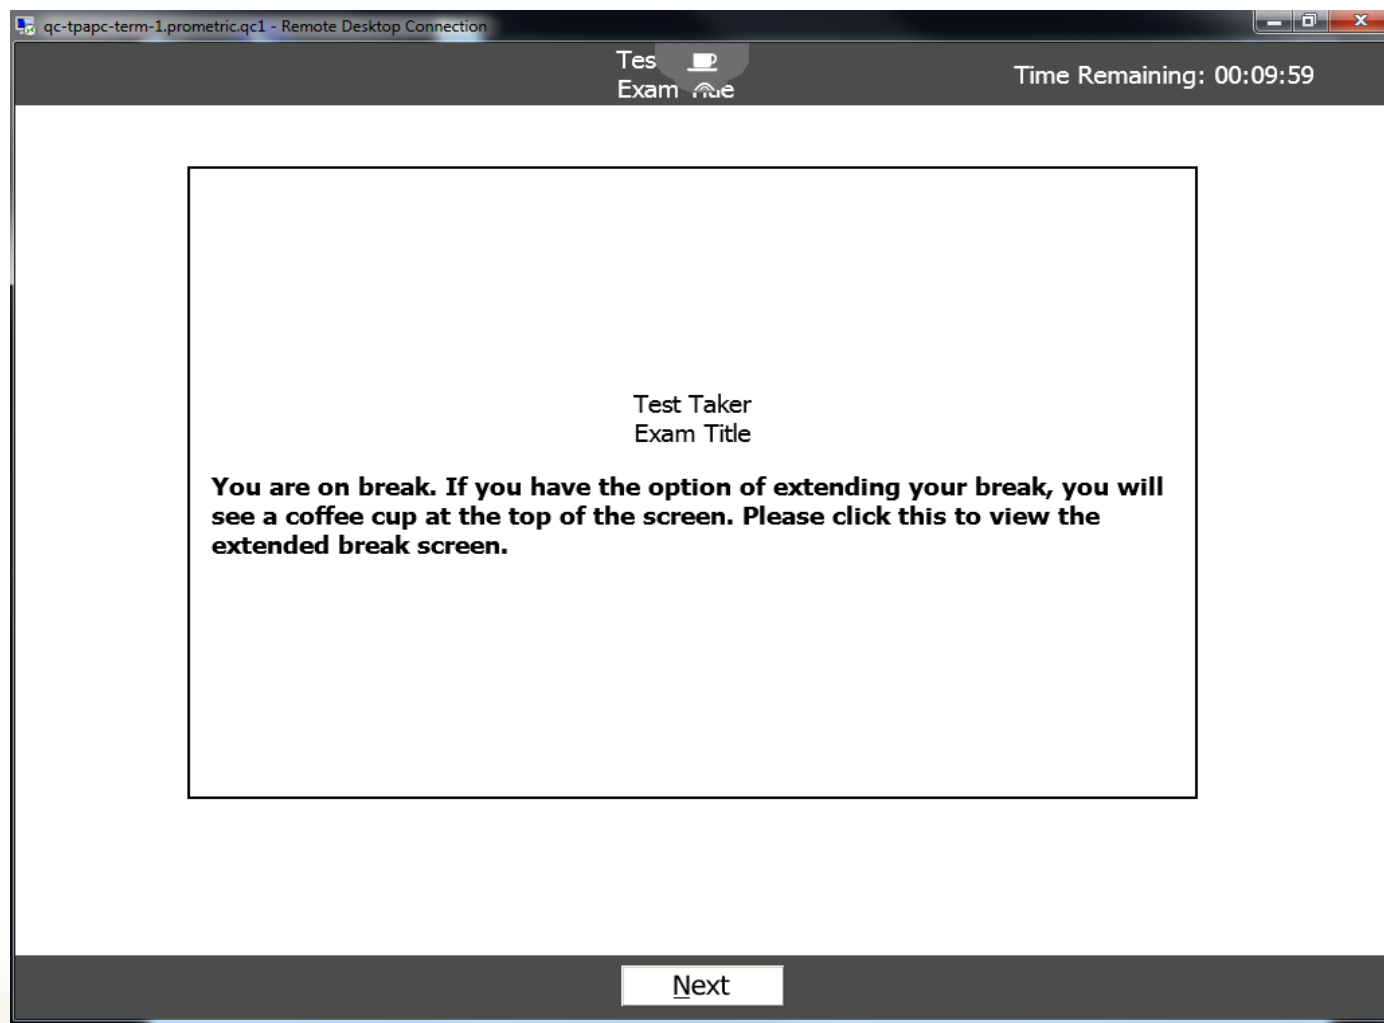 qc-tpapc-term-1.prometric.qc1 - Remote Desktop Connection
Tes
Exam
Time Remaining: 00:09:59
Test Taker
Exam Title
You are on break. If you have the option of extending your break, you will
see a coffee cup at the top of the screen. Please click this to view the
extended break screen.
Next